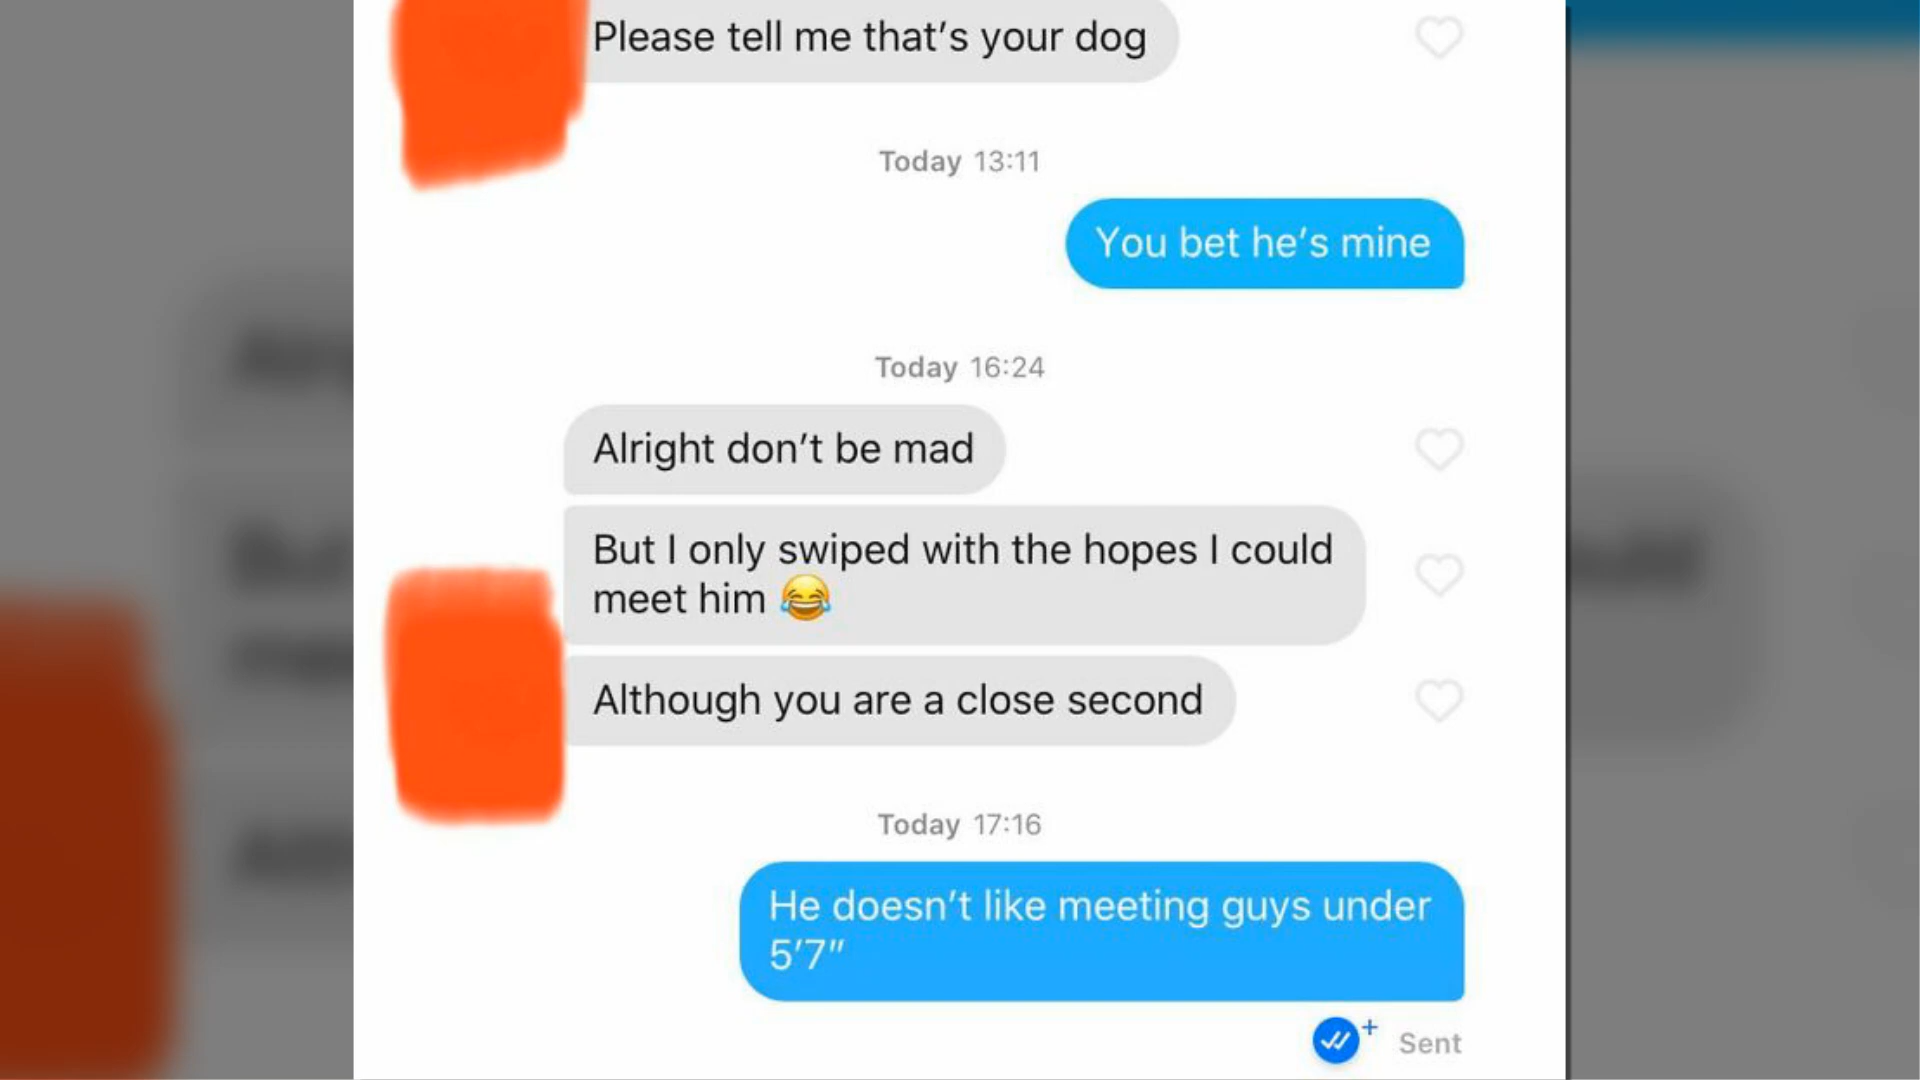 Please tell me that’s your dog
Today 13:11
You bet he’s mine
Today 16:24
Alright don’t be mad
But I only swiped with the hopes I could
meet him 😂
Although you are a close second
Today 17:16
He doesn’t like meeting guys under
5’7”
Sent